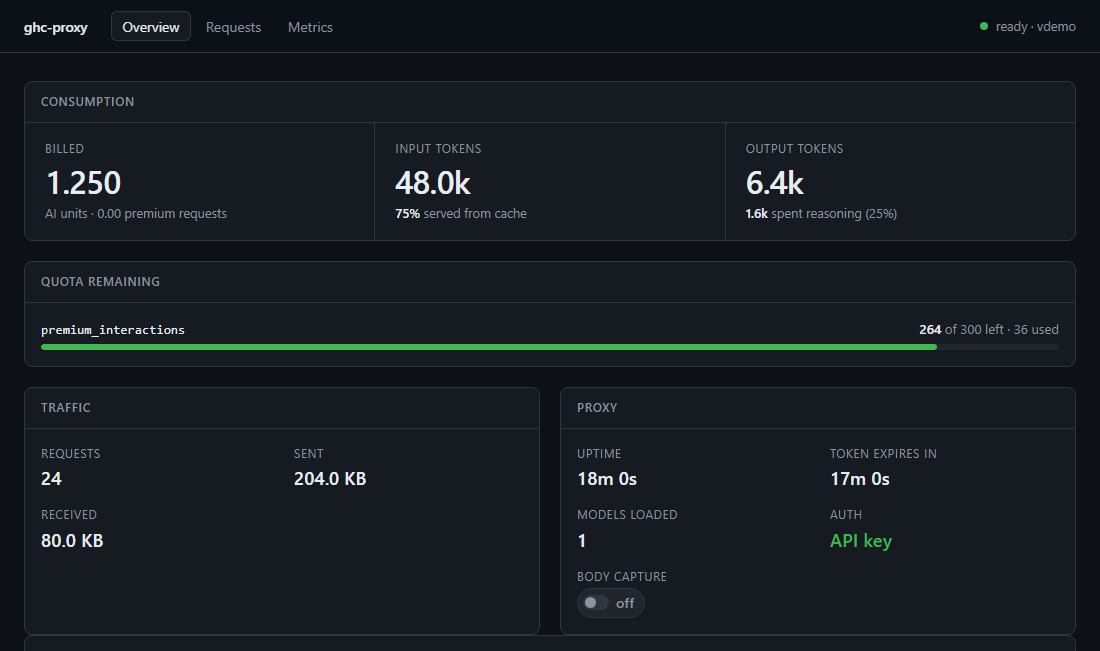 ghc-proxy Overview Requests Metrics ready · vdemo
CONSUMPTION
BILLED
1.250
AI units · 0.00 premium requests
INPUT TOKENS
48.0k
75% served from cache
OUTPUT TOKENS
6.4k
1.6k spent reasoning (25%)
QUOTA REMAINING
premium_interactions 264 of 300 left · 36 used
TRAFFIC
REQUESTS
24
SENT
204.0 KB
RECEIVED
80.0 KB
PROXY
UPTIME
18m 0s
TOKEN EXPIRES IN
17m 0s
MODELS LOADED
1
AUTH
API key
BODY CAPTURE
off